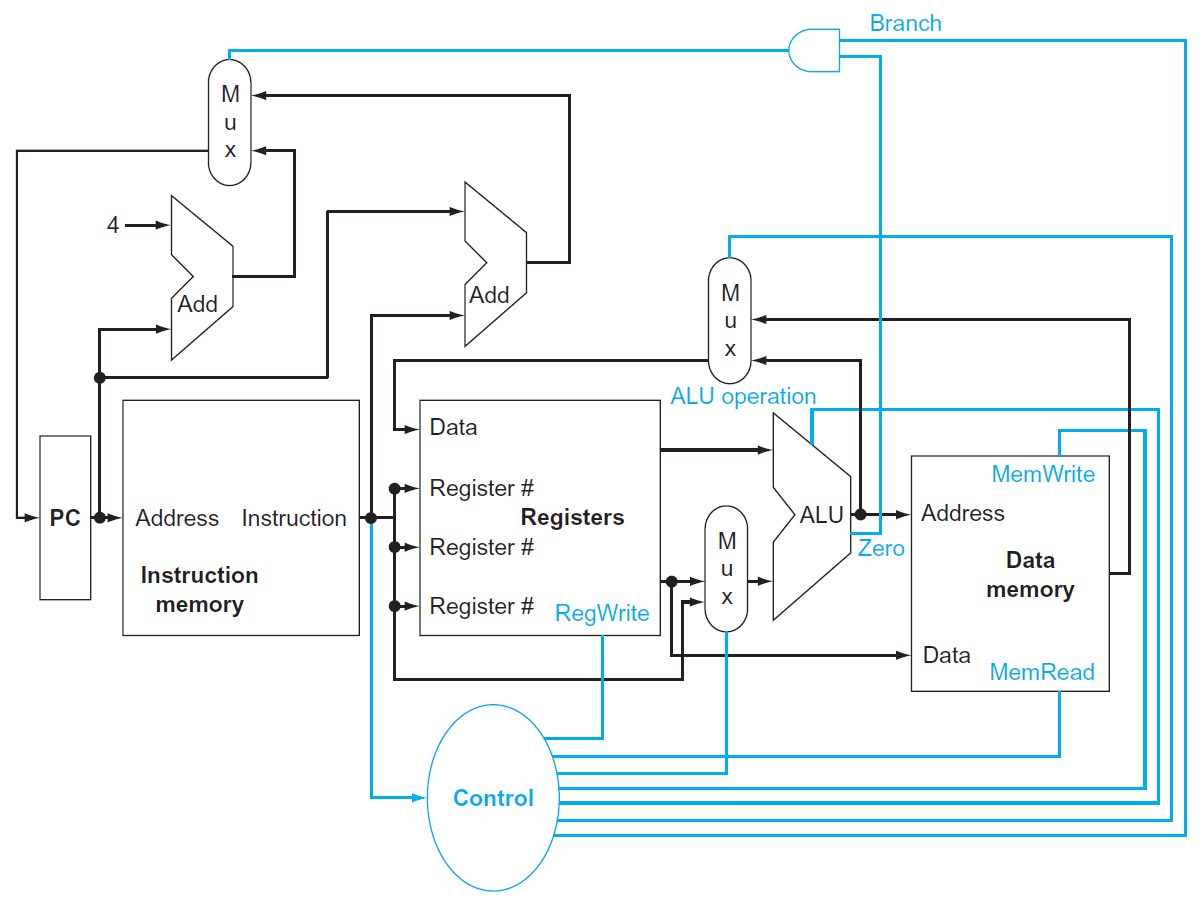 Branch
M
u
x
4
Add
Add
M
u
x
ALU operation
Data
MemWrite
Register #
PC
Address
Instruction
Registers
ALU
Address
M
u
x
Zero
Register #
Data
memory
Instruction
memory
Register #
RegWrite
Data
MemRead
Control